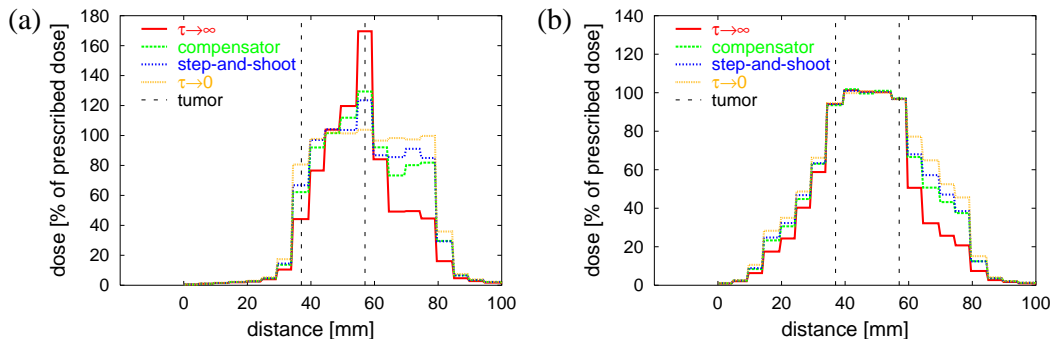 (a)
dose [% of prescribed dose]
180
160
140
120
100
80
60
40
20
0
τ→∞
compensator
step-and-shoot
τ→0
tumor
0 20 40 60 80 100
distance [mm]
(b)
dose [% of prescribed dose]
140
120
100
80
60
40
20
0
τ→∞
compensator
step-and-shoot
τ→0
tumor
0 20 40 60 80 100
distance [mm]